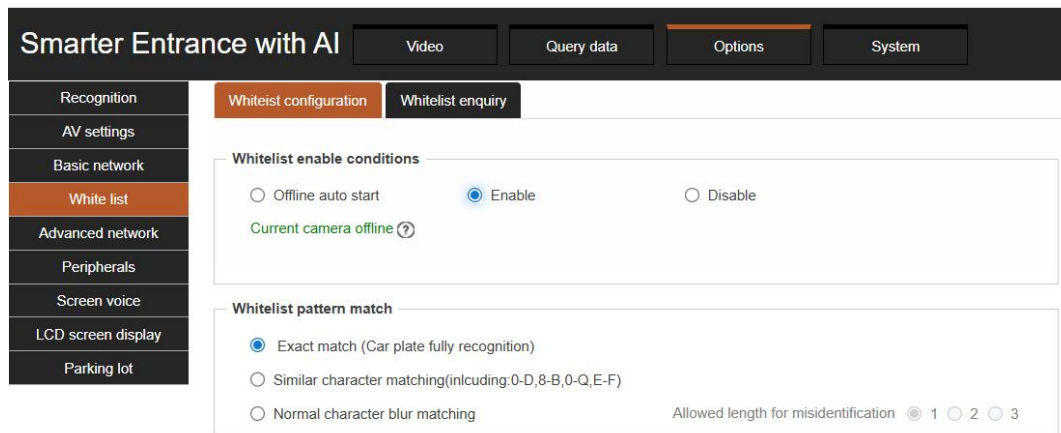 Smarter Entrance with AI Video Query data Options System
Recognition
AV settings
Basic network
White list
Advanced network
Peripherals
Screen voice
LCD screen display
Parking lot
Whiteist configuration Whitelist enquiry
Whitelist enable conditions
Offline auto start Enable Disable
Current camera offline ?
Whitelist pattern match
Exact match (Car plate fully recognition)
Similar character matching(inlcuding:0-D,8-B,0-Q,E-F)
Normal character blur matching Allowed length for misidentification 1 2 3